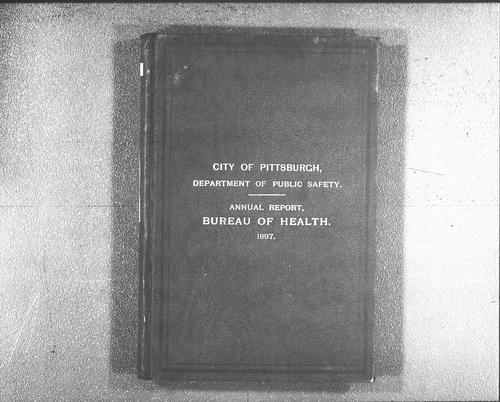 CITY OF PITTSBURGH,
DEPARTMENT OF PUBLIC SAFETY.
ANNUAL REPORT,
BUREAU OF HEALTH.
1897.